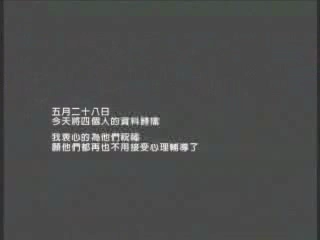 五月二十八日
今天將四個人的資料歸檔
我衷心的為他們祝禱
願他們都再也不用接受心理輔導了